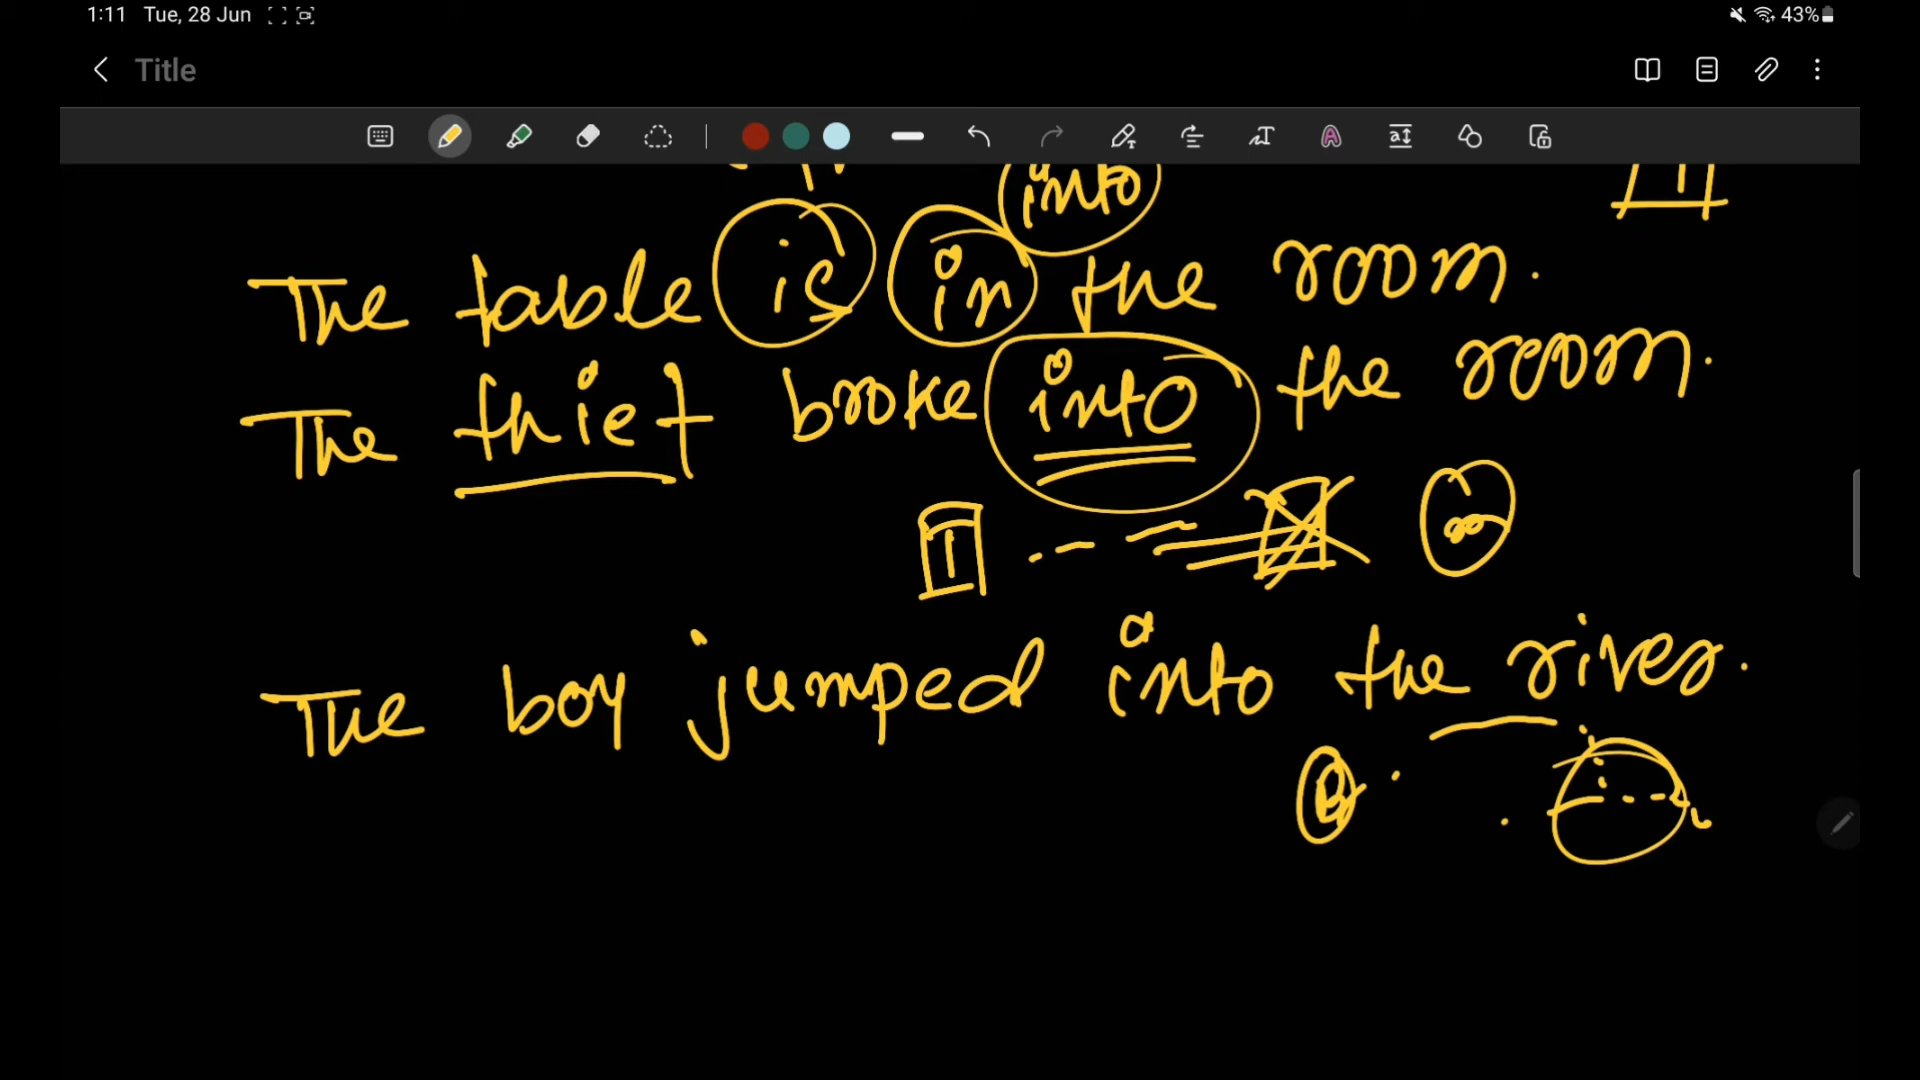 1:11 Tue, 28 Jun 43%
Title
into
The table is in the room.
The thief broke into the room.
The boy jumped into the river.